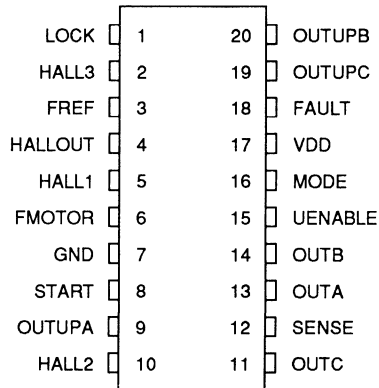 LOCK 1 20 OUTUPB
HALL3 2 19 OUTUPC
FREF 3 18 FAULT
HALLOUT 4 17 VDD
HALL1 5 16 MODE
FMOTOR 6 15 UENABLE
GND 7 14 OUTB
START 8 13 OUTA
OUTUPA 9 12 SENSE
HALL2 10 11 OUTC